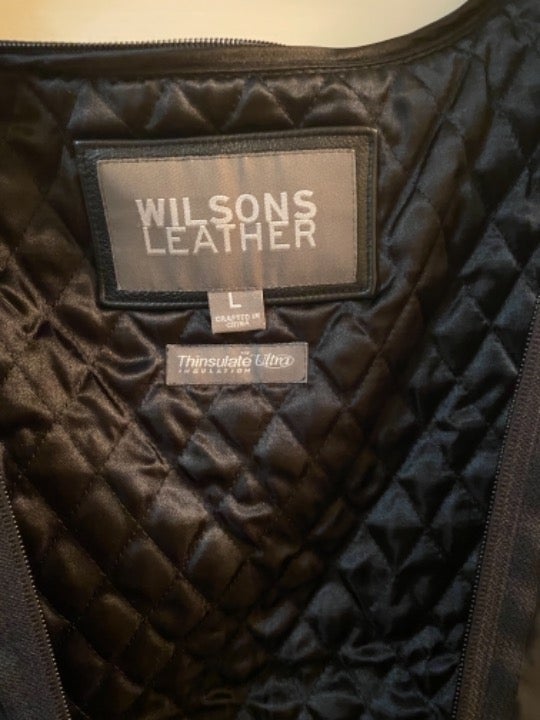 WILSONS
LEATHER
L
CRAFTED IN
CHINA
Thinsulate Ultra
INSULATION